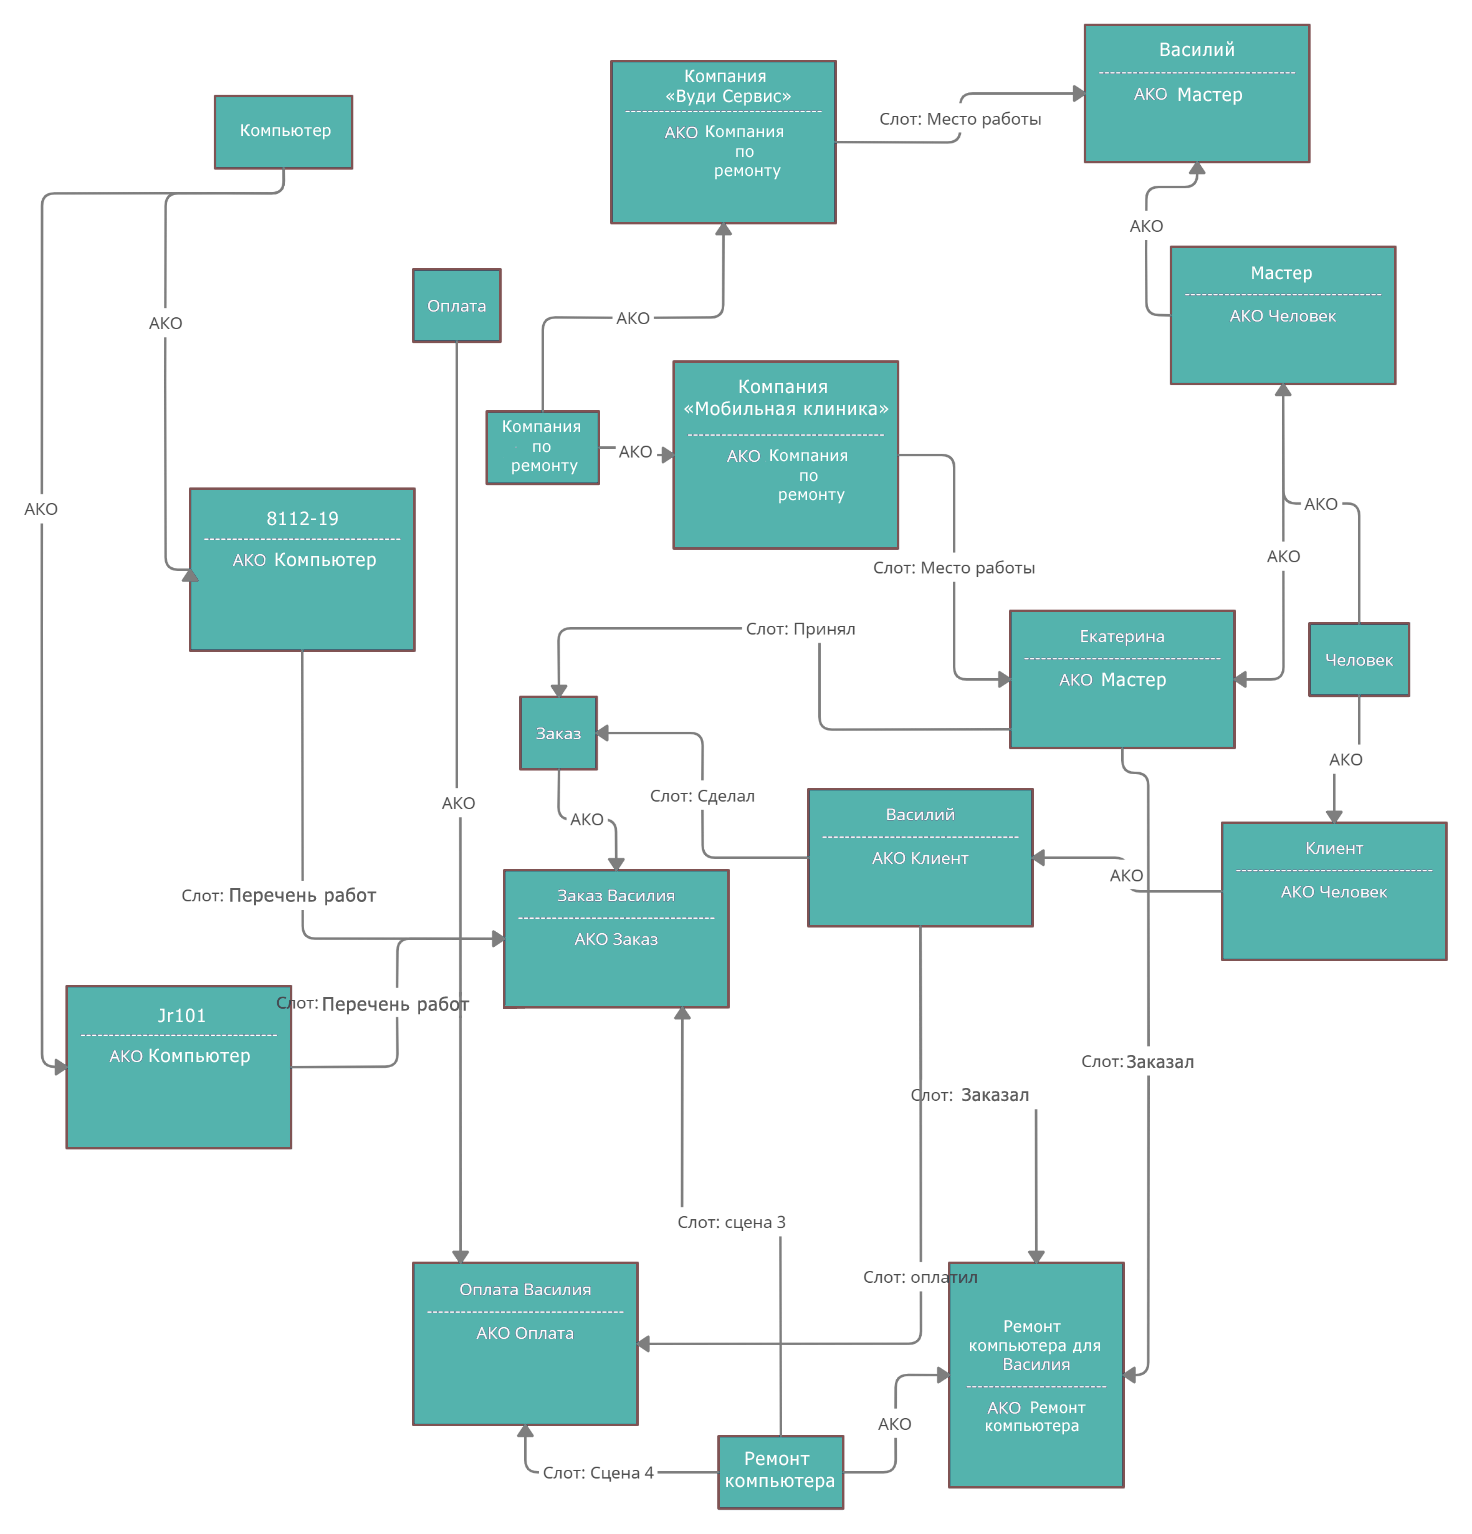 Василий
АКО Мастер
Компания
«Вуди Сервис»
АКО Компания
по
ремонту
Слот: Место работы
Компьютер
АКО
Мастер
АКО Человек
Оплата
АКО
АКО
Компания
«Мобильная клиника»
АКО Компания
по
ремонту
Компания
по
ремонту
АКО
АКО
АКО
8112-19
АКО Компьютер
АКО
Слот: Место работы
Слот: Принял
Екатерина
АКО Мастер
Человек
Заказ
АКО
Слот: Сделал
АКО
АКО
Василий
АКО Клиент
Клиент
АКО Человек
АКО
Слот: Перечень работ
Заказ Василия
АКО Заказ
Jr101
АКО Компьютер
Слот: Перечень работ
Слот: Заказал
Слот: Заказал
Слот: сцена 3
Слот: оплатил
Оплата Василия
АКО Оплата
Ремонт
компьютера для
Василия
АКО Ремонт
компьютера
АКО
Слот: Сцена 4
Ремонт
компьютера